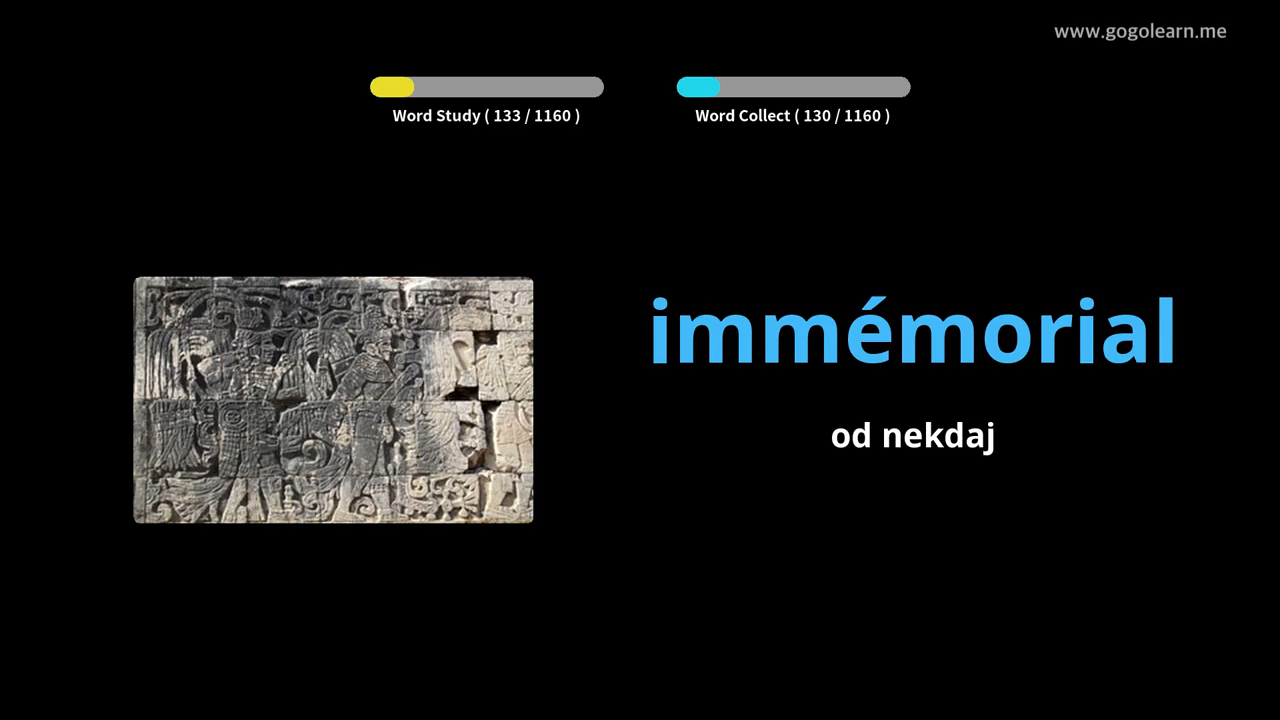 www.gogolearn.me
Word Study ( 133 / 1160 )
Word Collect ( 130 / 1160 )
immémorial
od nekdaj